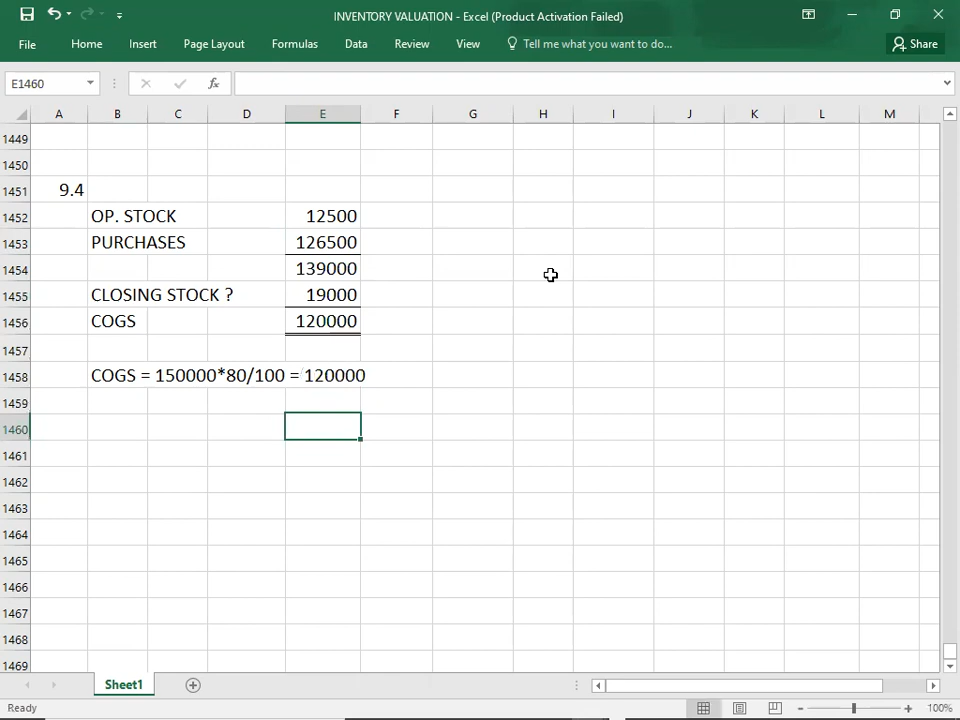 INVENTORY VALUATION - Excel (Product Activation Failed)
File Home Insert Page Layout Formulas Data Review View Tell me what you want to do... Share
E1460 fx
A B C D E F G H I J K L M
1449
1450
1451 9.4
1452 OP. STOCK 12500
1453 PURCHASES 126500
1454 139000
1455 CLOSING STOCK ? 19000
1456 COGS 120000
1457
1458 COGS = 150000*80/100 = 120000
1459
1460
1461
1462
1463
1464
1465
1466
1467
1468
1469
Sheet1
Ready 100%